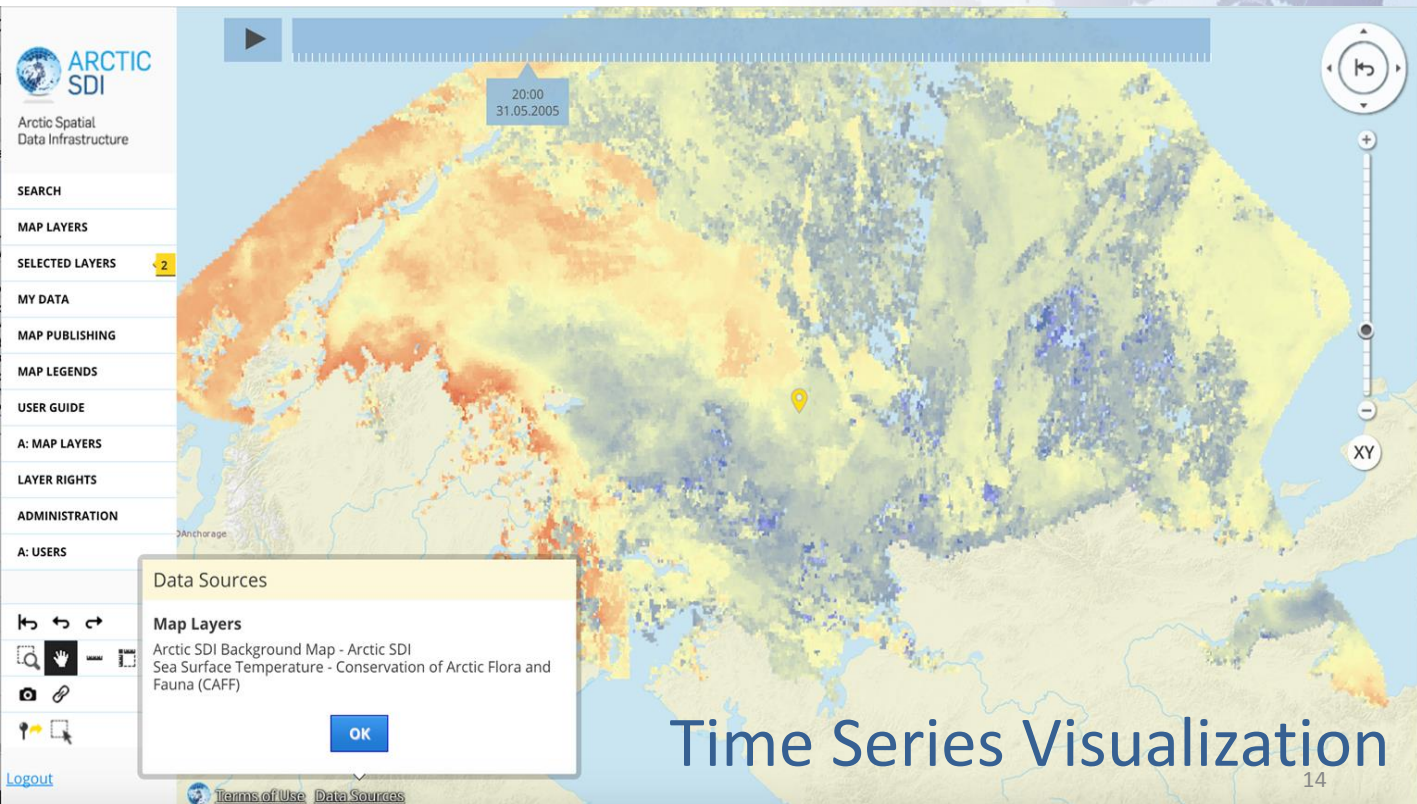 ARCTIC
SDI
Arctic Spatial
Data Infrastructure
SEARCH
MAP LAYERS
SELECTED LAYERS 2
MY DATA
MAP PUBLISHING
MAP LEGENDS
USER GUIDE
A: MAP LAYERS
LAYER RIGHTS
ADMINISTRATION
A: USERS
Logout
20:00
31.05.2005
XY
Anchorage
Data Sources
Map Layers
Arctic SDI Background Map - Arctic SDI
Sea Surface Temperature - Conservation of Arctic Flora and
Fauna (CAFF)
OK
Terms of Use Data Sources
Time Series Visualization
14